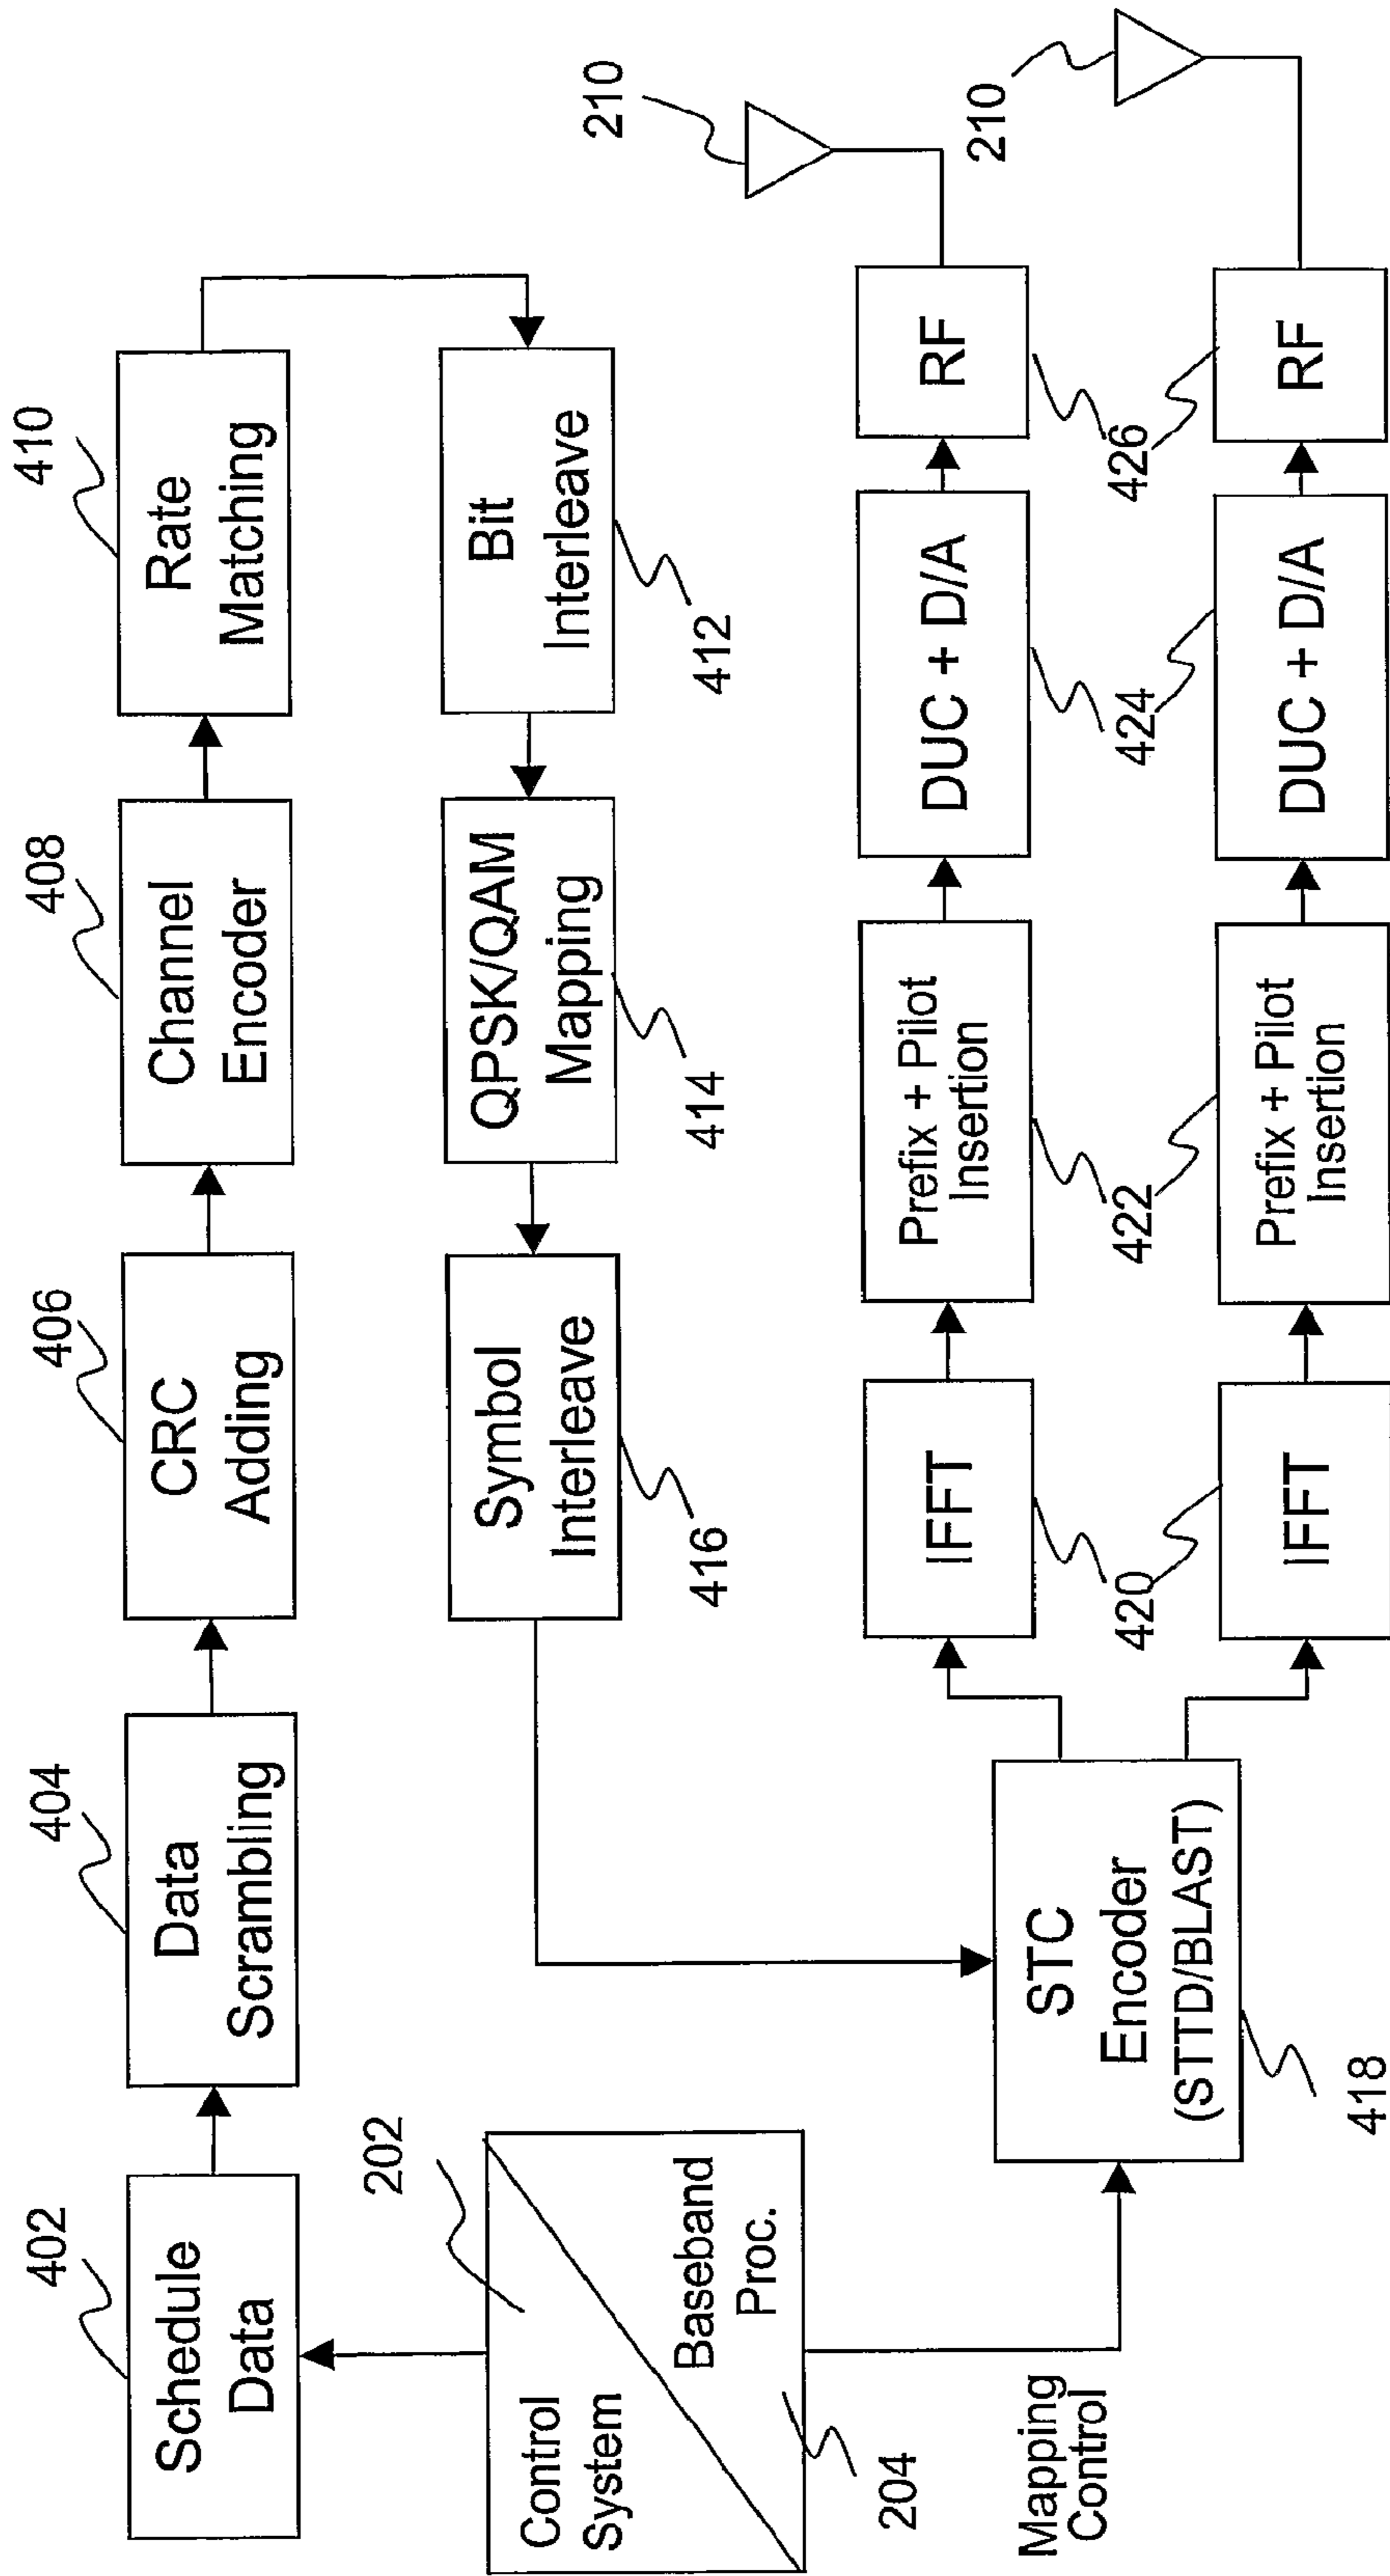 402
Schedule
Data
404
Data
Scrambling
406
CRC
Adding
408
Channel
Encoder
410
Rate
Matching
Bit
Interleave
412
QPSK/QAM
Mapping
414
Symbol
Interleave
416
202
Control
System
Baseband
Proc.
204
Mapping
Control
STC
Encoder
(STTD/BLAST)
418
IFFT
Prefix + Pilot
Insertion
DUC + D/A
RF
210
420
422
424
426
IFFT
Prefix + Pilot
Insertion
DUC + D/A
RF
210